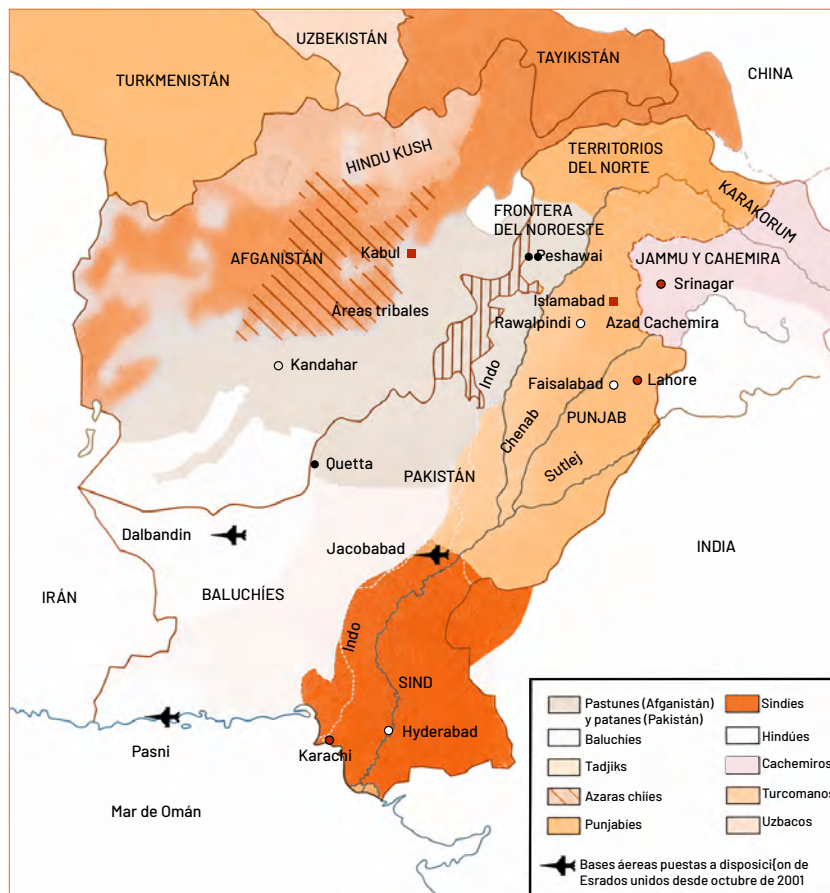 UZBEKISTÁN
TAYIKISTÁN
TURKMENISTÁN
CHINA
HINDU KUSH
TERRITORIOS
DEL NORTE
KARAKORUM
FRONTERA
DEL NOROESTE
AFGANISTÁN
Kabul
Peshawai
JAMMU Y CAHEMIRA
Srinagar
Islamabad
Áreas tribales
Rawalpindi
Azad Cachemira
Kandahar
Indo
Faisalabad
Lahore
Chenab
PUNJAB
Quetta
PAKISTÁN
Sutlej
Dalbandin
Jacobabad
INDIA
IRÁN
BALUCHÍES
Indo
SIND
Hyderabad
Pasni
Karachi
Mar de Omán
Pastunes (Afganistán)
y patanes (Pakistán)
Baluchíes
Tadjiks
Azaras chiíes
Punjabíes
Sindíes
Hindúes
Cachemiros
Turcomanos
Uzbacos
Bases áereas puestas a disposici{on de
Esrados unidos desde octubre de 2001